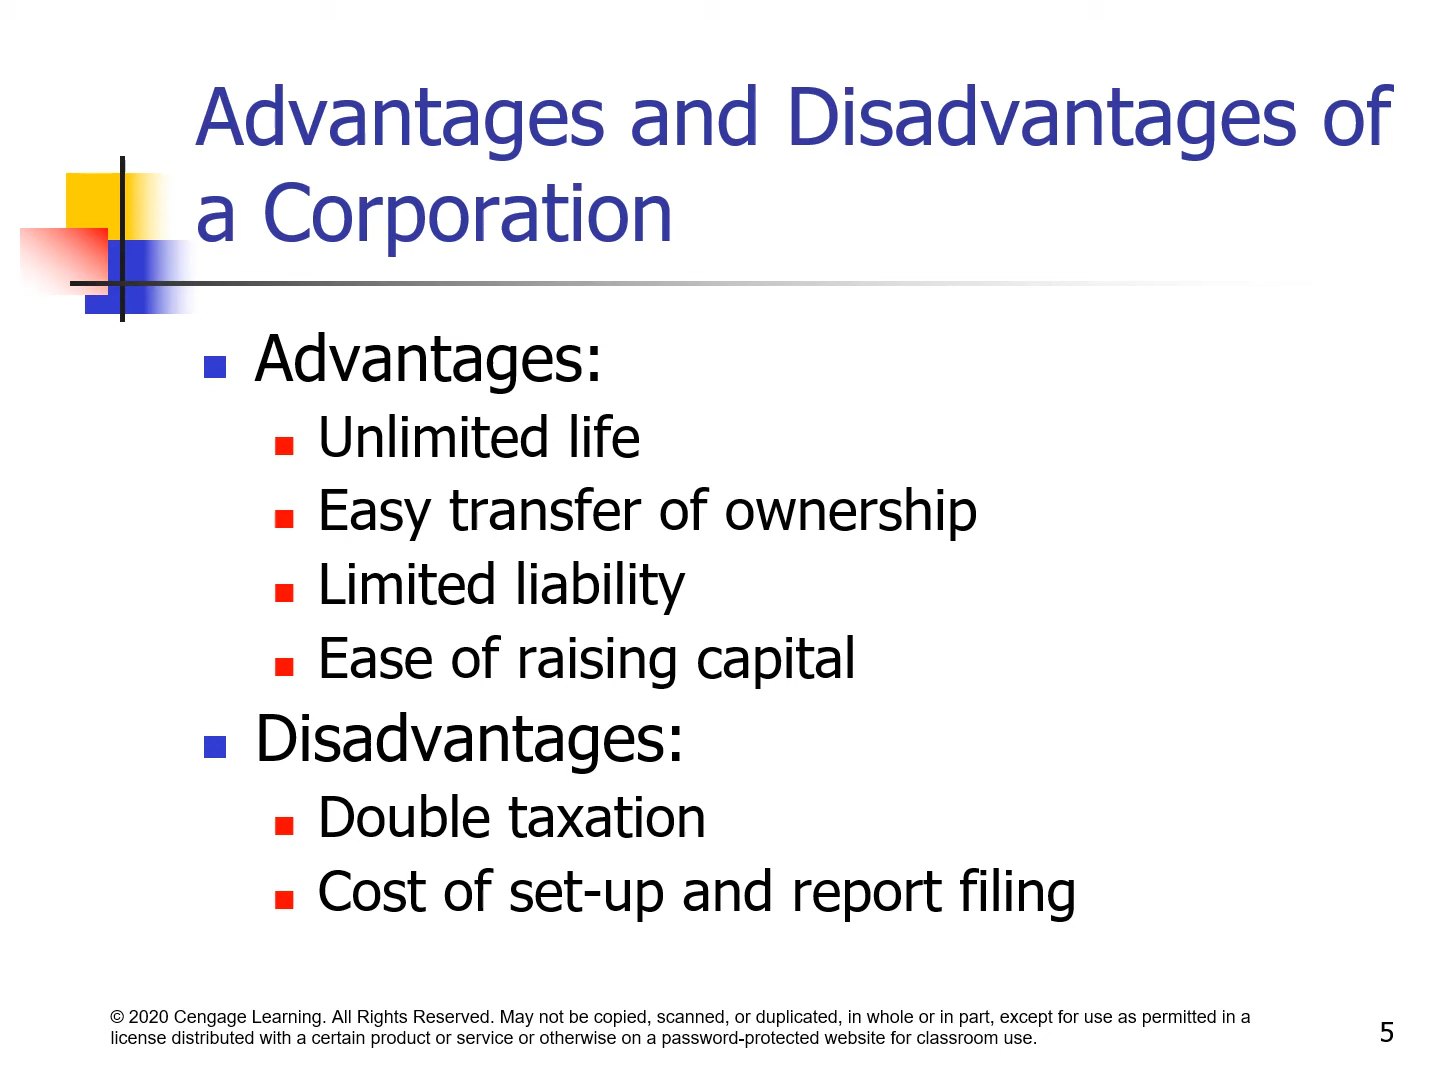 Advantages and Disadvantages of
a Corporation
Advantages:
Unlimited life
Easy transfer of ownership
Limited liability
Ease of raising capital
Disadvantages:
Double taxation
Cost of set-up and report filing
© 2020 Cengage Learning. All Rights Reserved. May not be copied, scanned, or duplicated, in whole or in part, except for use as permitted in a
license distributed with a certain product or service or otherwise on a password-protected website for classroom use.
5